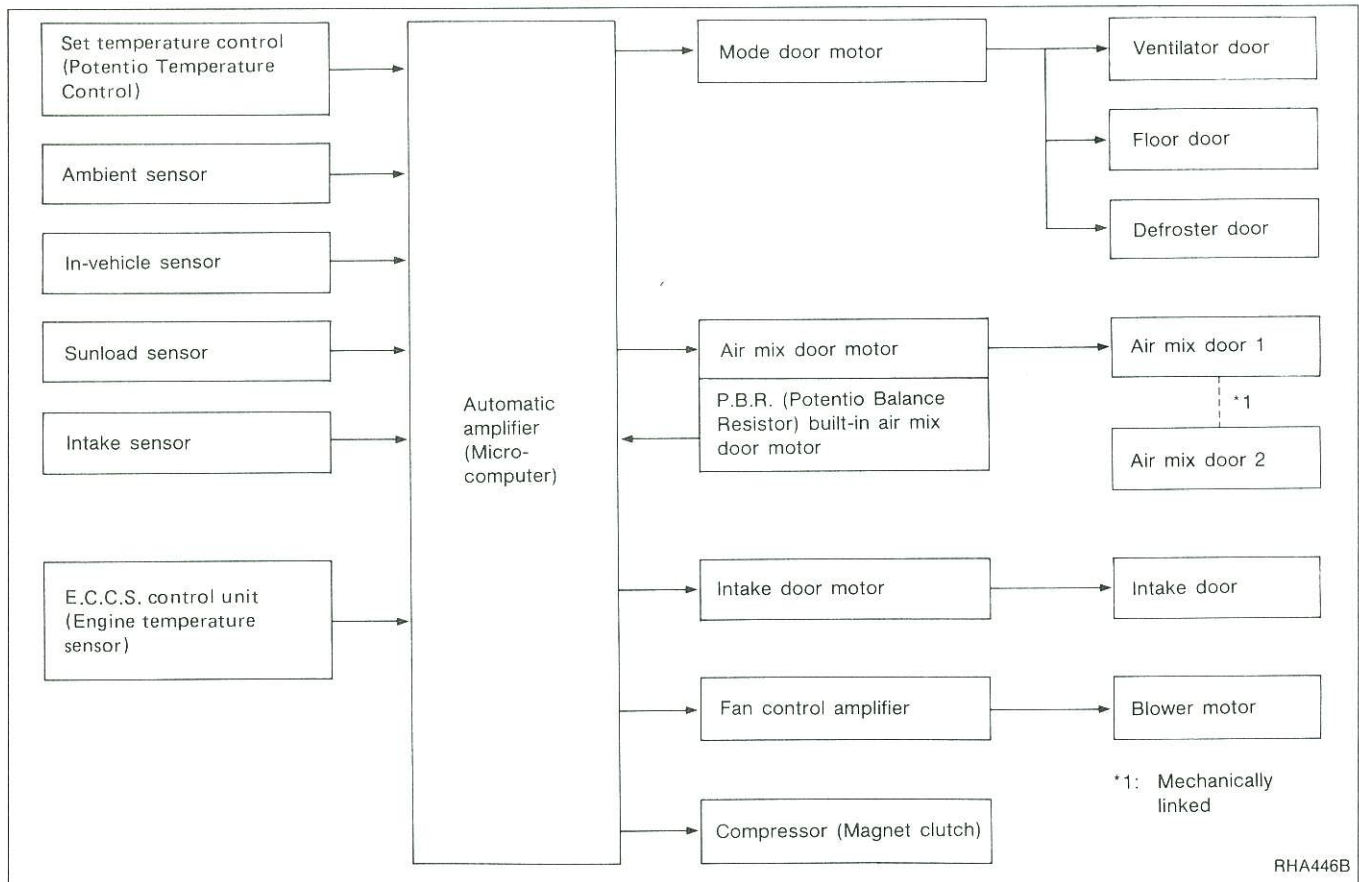 Set temperature control
(Potentio Temperature
Control)
Ambient sensor
In-vehicle sensor
Sunload sensor
Intake sensor
E.C.C.S. control unit
(Engine temperature
sensor)
Automatic
amplifier
(Micro-
computer)
Mode door motor
Air mix door motor
P.B.R. (Potentio Balance
Resistor) built-in air mix
door motor
Intake door motor
Fan control amplifier
Compressor (Magnet clutch)
Ventilator door
Floor door
Defroster door
Air mix door 1
*1
Air mix door 2
Intake door
Blower motor
*1: Mechanically
linked
RHA446B